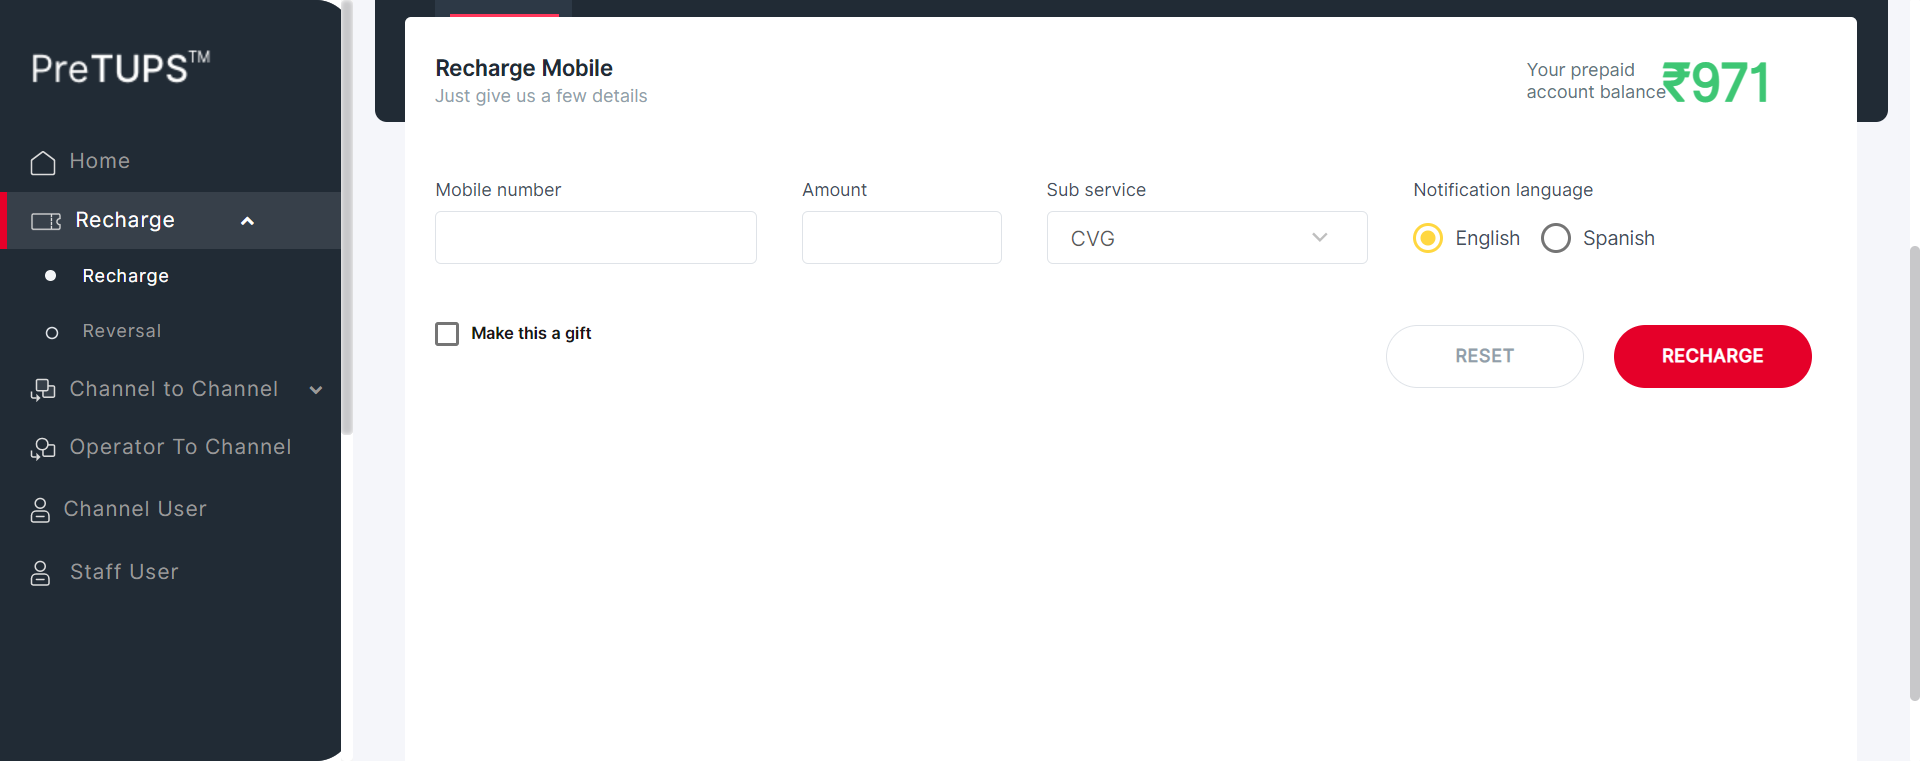 PreTUPS™
Home
Recharge
Recharge
Reversal
Channel to Channel
Operator To Channel
Channel User
Staff User
Recharge Mobile
Just give us a few details
Your prepaid
account balance
₹971
Mobile number
Amount
Sub service
CVG
Notification language
English
Spanish
Make this a gift
RESET
RECHARGE